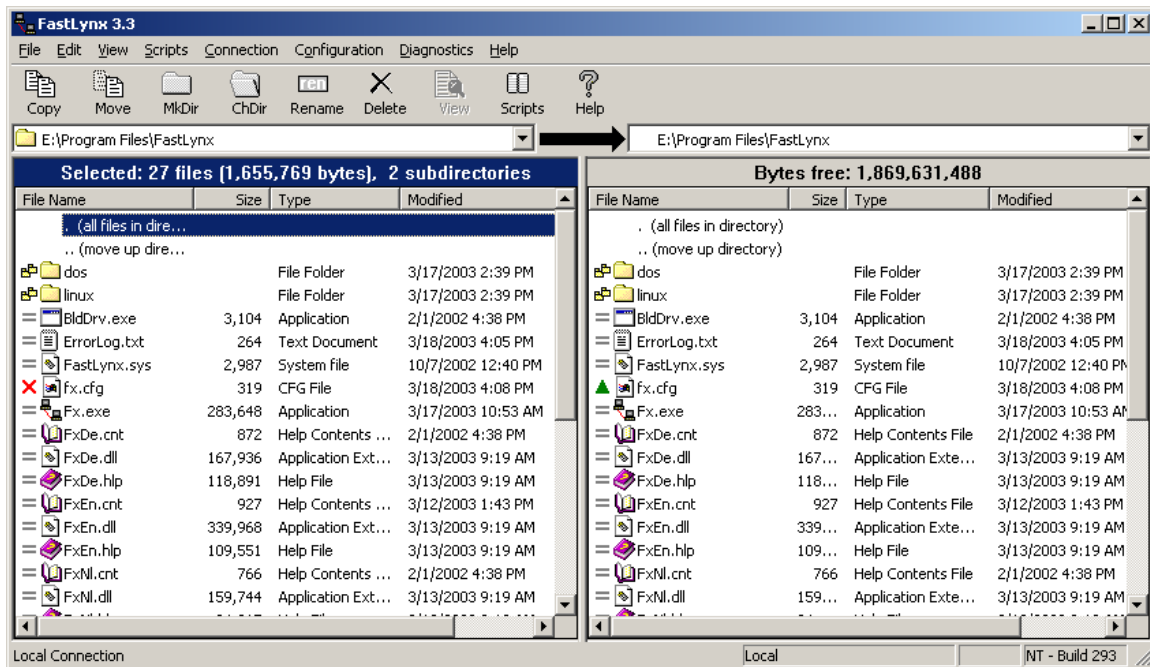 FastLynx 3.3
File Edit View Scripts Connection Configuration Diagnostics Help
ren
Copy Move MkDir ChDir Rename Delete View Scripts Help
E:\Program Files\FastLynx E:\Program Files\FastLynx
Selected: 27 files (1,655,769 bytes), 2 subdirectories Bytes free: 1,869,631,488
File Name Size Type Modified File Name Size Type Modified
. (all files in dire... . (all files in directory)
.. (move up dire... .. (move up directory)
dos File Folder 3/17/2003 2:39 PM dos File Folder 3/17/2003 2:39 PM
linux File Folder 3/17/2003 2:39 PM linux File Folder 3/17/2003 2:39 PM
BldDrv.exe 3,104 Application 2/1/2002 4:38 PM BldDrv.exe 3,104 Application 2/1/2002 4:38 PM
ErrorLog.txt 264 Text Document 3/18/2003 4:05 PM ErrorLog.txt 264 Text Document 3/18/2003 4:05 PM
FastLynx.sys 2,987 System file 10/7/2002 12:40 PM FastLynx.sys 2,987 System file 10/7/2002 12:40 PM
fx.cfg 319 CFG File 3/18/2003 4:08 PM fx.cfg 319 CFG File 3/18/2003 4:08 PM
Fx.exe 283,648 Application 3/17/2003 10:53 AM Fx.exe 283... Application 3/17/2003 10:53 AM
FxDe.cnt 872 Help Contents ... 2/1/2002 4:38 PM FxDe.cnt 872 Help Contents File 2/1/2002 4:38 PM
FxDe.dll 167,936 Application Ext... 3/13/2003 9:19 AM FxDe.dll 167... Application Exte... 3/13/2003 9:19 AM
FxDe.hlp 118,891 Help File 3/13/2003 9:19 AM FxDe.hlp 118... Help File 3/13/2003 9:19 AM
FxEn.cnt 927 Help Contents ... 3/12/2003 1:43 PM FxEn.cnt 927 Help Contents File 3/12/2003 1:43 PM
FxEn.dll 339,968 Application Ext... 3/13/2003 9:19 AM FxEn.dll 339... Application Exte... 3/13/2003 9:19 AM
FxEn.hlp 109,551 Help File 3/13/2003 9:19 AM FxEn.hlp 109... Help File 3/13/2003 9:19 AM
FxNl.cnt 766 Help Contents ... 2/1/2002 4:38 PM FxNl.cnt 766 Help Contents File 2/1/2002 4:38 PM
FxNl.dll 159,744 Application Ext... 3/13/2003 9:19 AM FxNl.dll 159... Application Exte... 3/13/2003 9:19 AM
Local Connection Local NT - Build 293